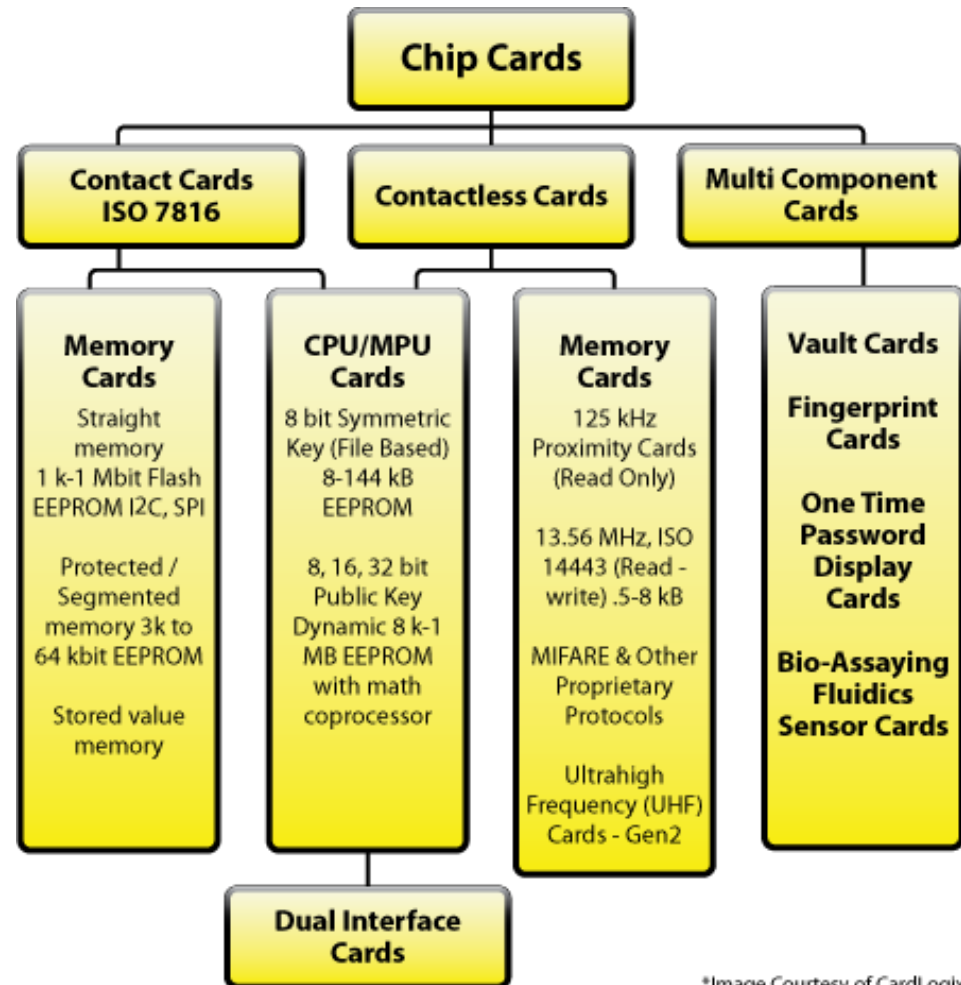 Chip Cards
Contact Cards
ISO 7816
Contactless Cards
Multi Component
Cards
Memory
Cards
Straight
memory
1 k-1 Mbit Flash
EEPROM I2C, SPI
Protected /
Segmented
memory 3k to
64 kbit EEPROM
Stored value
memory
CPU/MPU
Cards
8 bit Symmetric
Key (File Based)
8-144 kB
EEPROM
8, 16, 32 bit
Public Key
Dynamic 8 k-1
MB EEPROM
with math
coprocessor
Memory
Cards
125 kHz
Proximity Cards
(Read Only)
13.56 MHz, ISO
14443 (Read -
write) .5-8 kB
MIFARE & Other
Proprietary
Protocols
Ultrahigh
Frequency (UHF)
Cards - Gen2
Vault Cards
Fingerprint
Cards
One Time
Password
Display
Cards
Bio-Assaying
Fluidics
Sensor Cards
Dual Interface
Cards
*Image Courtesy of CardLogix